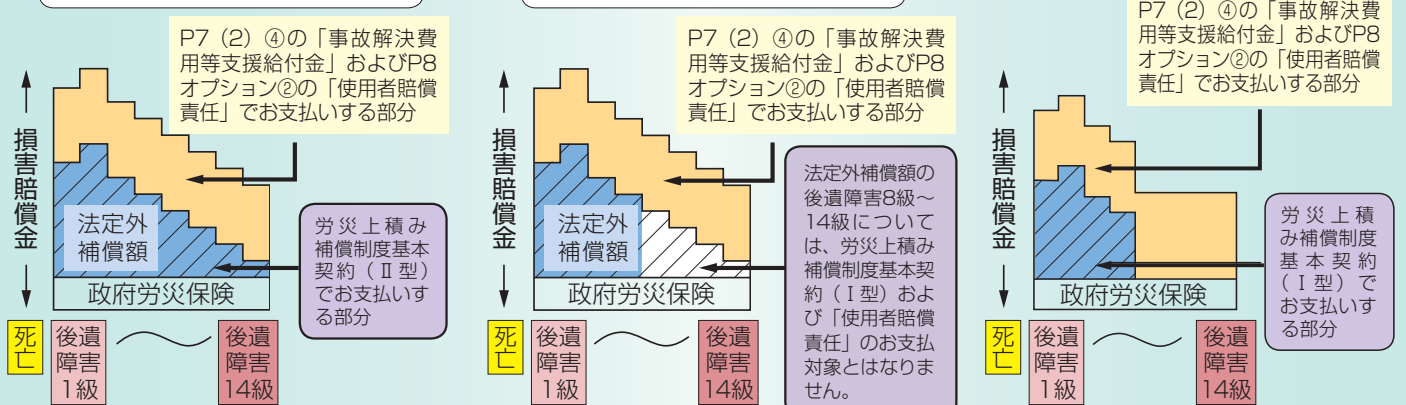 P7（2）④の「事故解決費
用等支援給付金」およびP8
オプション②の「使用者賠償
責任」でお支払いする部分
損害賠償金
法定外
補償額
労災上積み
補償制度基本
契約（Ⅱ型）
でお支払いす
る部分
政府労災保険
死亡
後遺
障害
1級
後遺
障害
14級
P7（2）④の「事故解決費
用等支援給付金」およびP8
オプション②の「使用者賠償
責任」でお支払いする部分
損害賠償金
法定外
補償額
法定外補償額の
後遺障害8級～
14級について
は、労災上積み
補償制度基本契
約（Ⅰ型）およ
び「使用者賠償
責任」のお支払
対象とはなりま
せん。
政府労災保険
死亡
後遺
障害
1級
後遺
障害
14級
P7（2）④の「事故解決費
用等支援給付金」およびP8
オプション②の「使用者賠償
責任」でお支払いする部分
損害賠償金
労災上積
み補償制度
基本契約
（Ⅰ型）で
お支払いす
る部分
政府労災保険
死亡
後遺
障害
1級
後遺
障害
14級